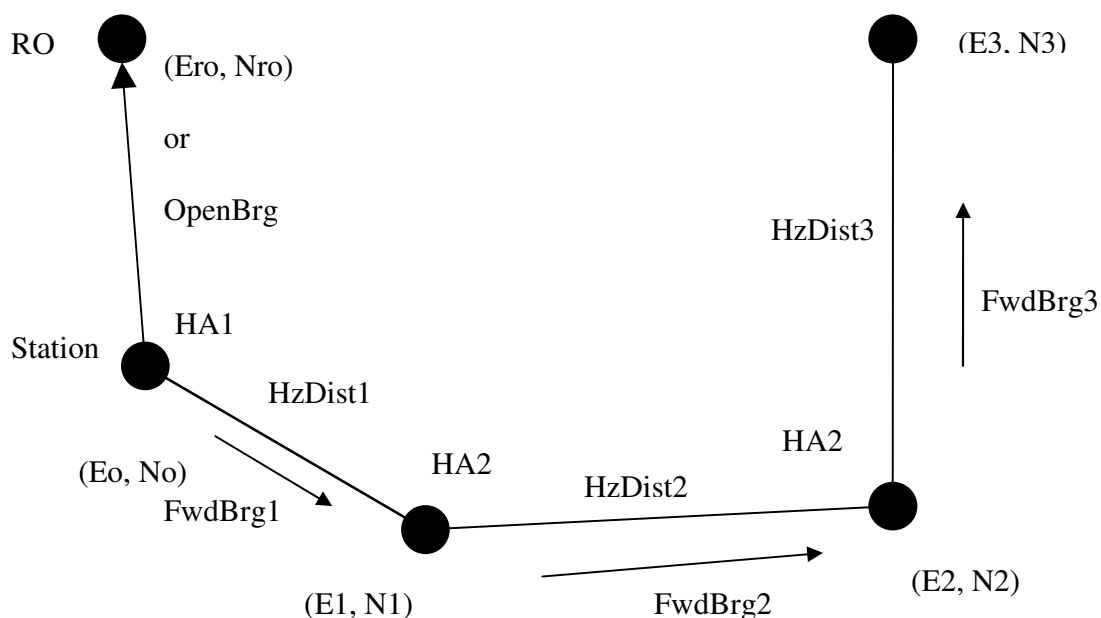 RO
(Ero, Nro)
(E3, N3)
or
OpenBrg
HzDist3
FwdBrg3
HA1
Station
HzDist1
HA2
HA2
(Eo, No)
HzDist2
FwdBrg1
(E2, N2)
(E1, N1)
FwdBrg2